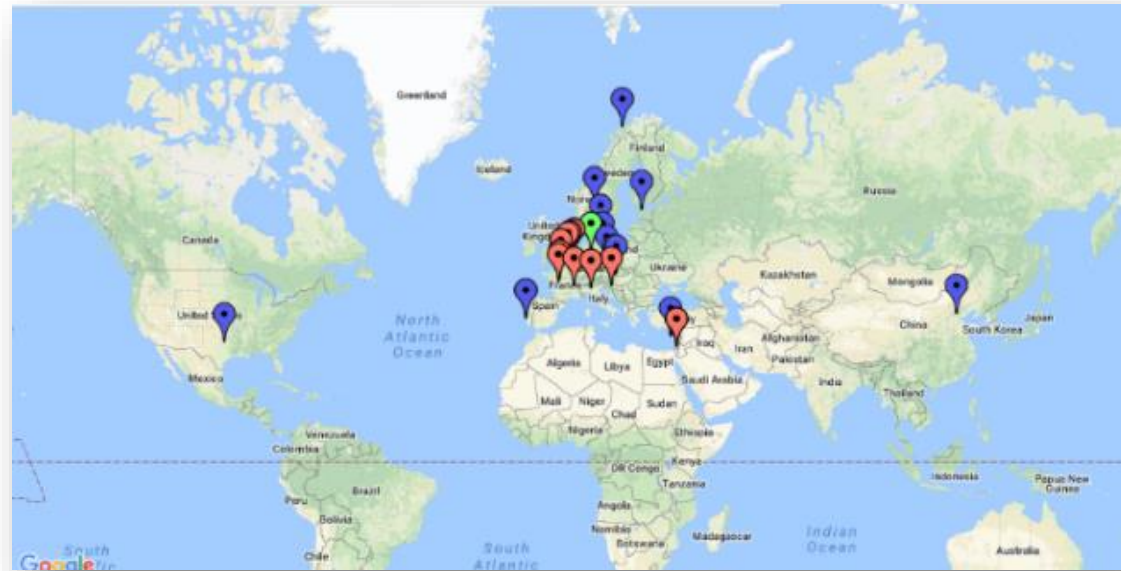 Greenland
Iceland
Finland
Russia
Canada
Ukraine
Kazakhstan
Mongolia
Italy
Spain
North
Atlantic
Ocean
China
South Korea
Japan
Iraq
Iran
Afghanistan
Pakistan
Mexico
Algeria
Libya
Egypt
Saudi Arabia
India
Thailand
Mali
Niger
Chad
Sudan
Nigeria
Ethiopia
Venezuela
Colombia
DR Congo
Kenya
Tanzania
Indonesia
Papua New
Guinea
Peru
Brazil
Bolivia
Angola
Namibia
Botswana
Madagascar
Indian
Ocean
Australia
Chile
South
Atlantic
South
Google